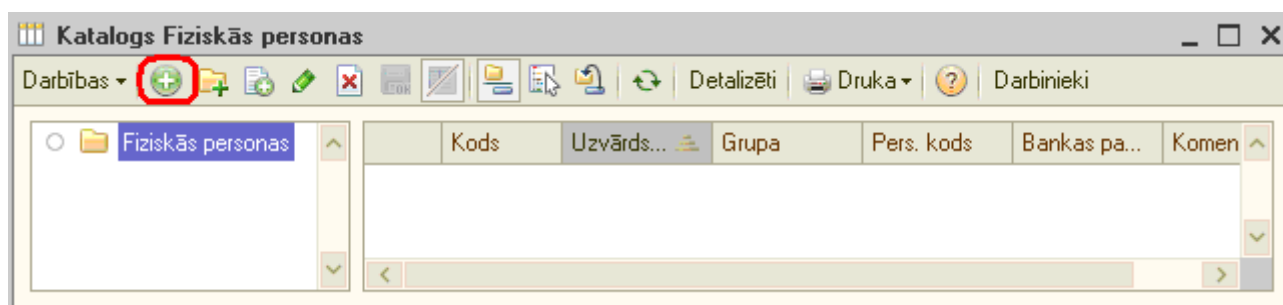 Katalogs Fiziskās personas
Darbības Detalizēti Druka Darbinieki
Fiziskās personas Kods Uzvārds... Grupa Pers. kods Bankas pa... Komen